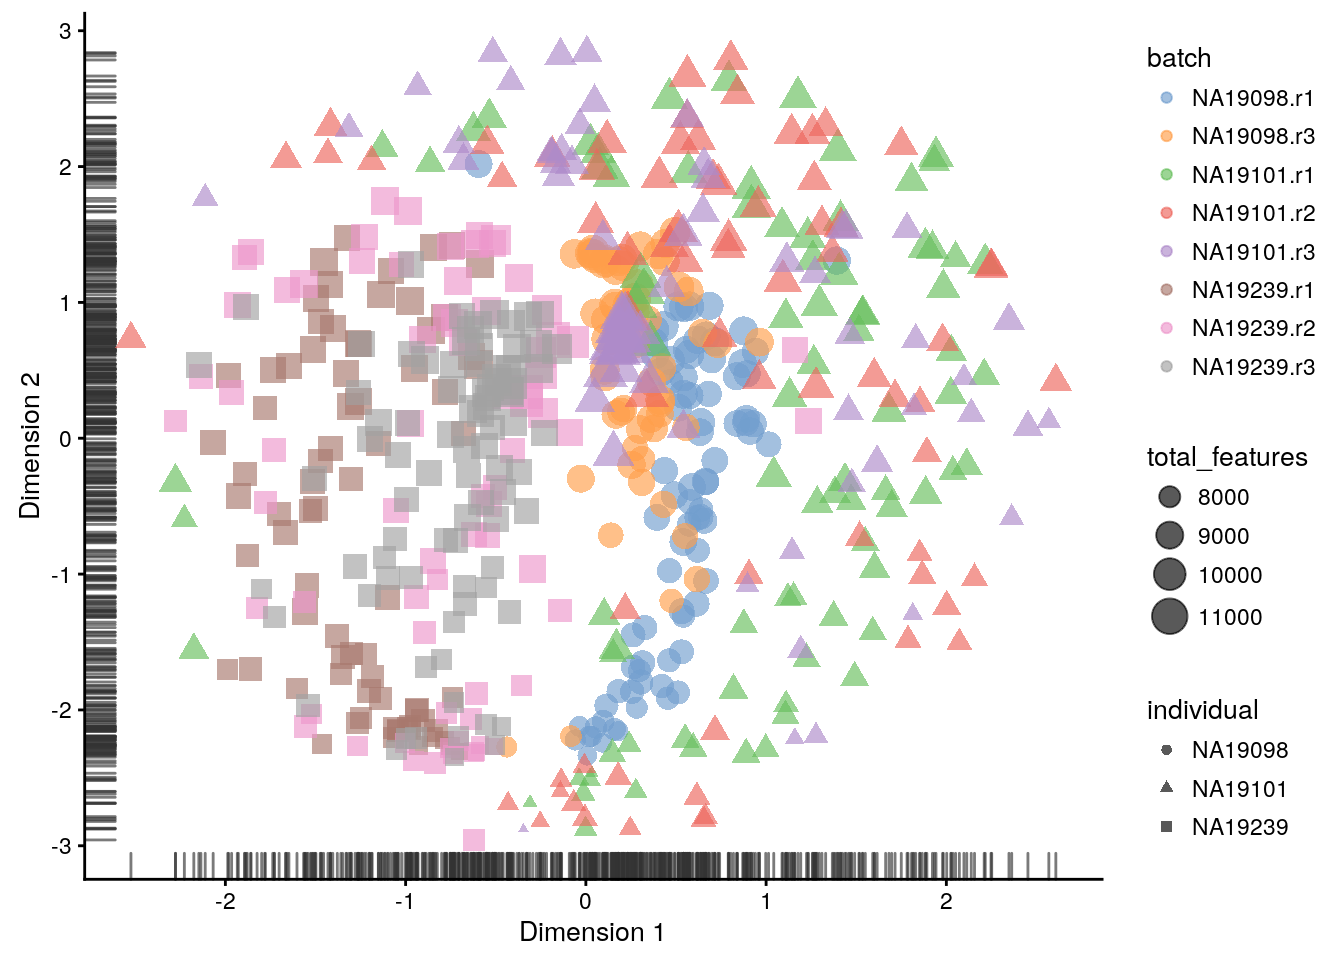 3
2
1
0
-1
-2
-3
Dimension 2
-2
-1
0
1
2
Dimension 1
batch
NA19098.r1
NA19098.r3
NA19101.r1
NA19101.r2
NA19101.r3
NA19239.r1
NA19239.r2
NA19239.r3
total_features
8000
9000
10000
11000
individual
NA19098
NA19101
NA19239